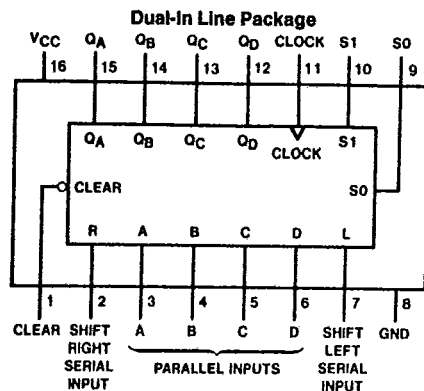 Dual-In Line Package
VCC QA QB QC QD CLOCK S1 S0
16 15 14 13 12 11 10 9
QA QB QC QD CLOCK S1
CLEAR S0
R A B C D L
1 2 3 4 5 6 7 8
CLEAR SHIFT RIGHT SERIAL INPUT A B C D SHIFT LEFT SERIAL INPUT GND
PARALLEL INPUTS